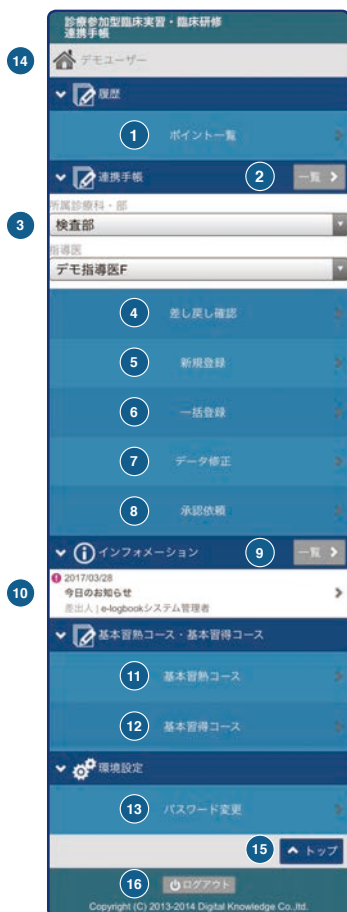 診療参加型臨床実習・臨床研修
連携手帳
14 デモユーザー
履歴
1 ポイント一覧
連携手帳 2 一覧
所属診療科・部
3 検査部
指導医
デモ指導医F
4 差し戻し確認
5 新規登録
6 一括登録
7 データ修正
8 承認依頼
インフォメーション 9 一覧
2017/03/28
10 今日のお知らせ
差出人 | e-logbookシステム管理者
基本習熟コース・基本習得コース
11 基本習熟コース
12 基本習得コース
環境設定
13 パスワード変更
15 トップ
16 ログアウト
Copyright (C) 2013-2014 Digital Knowledge Co.,ltd.